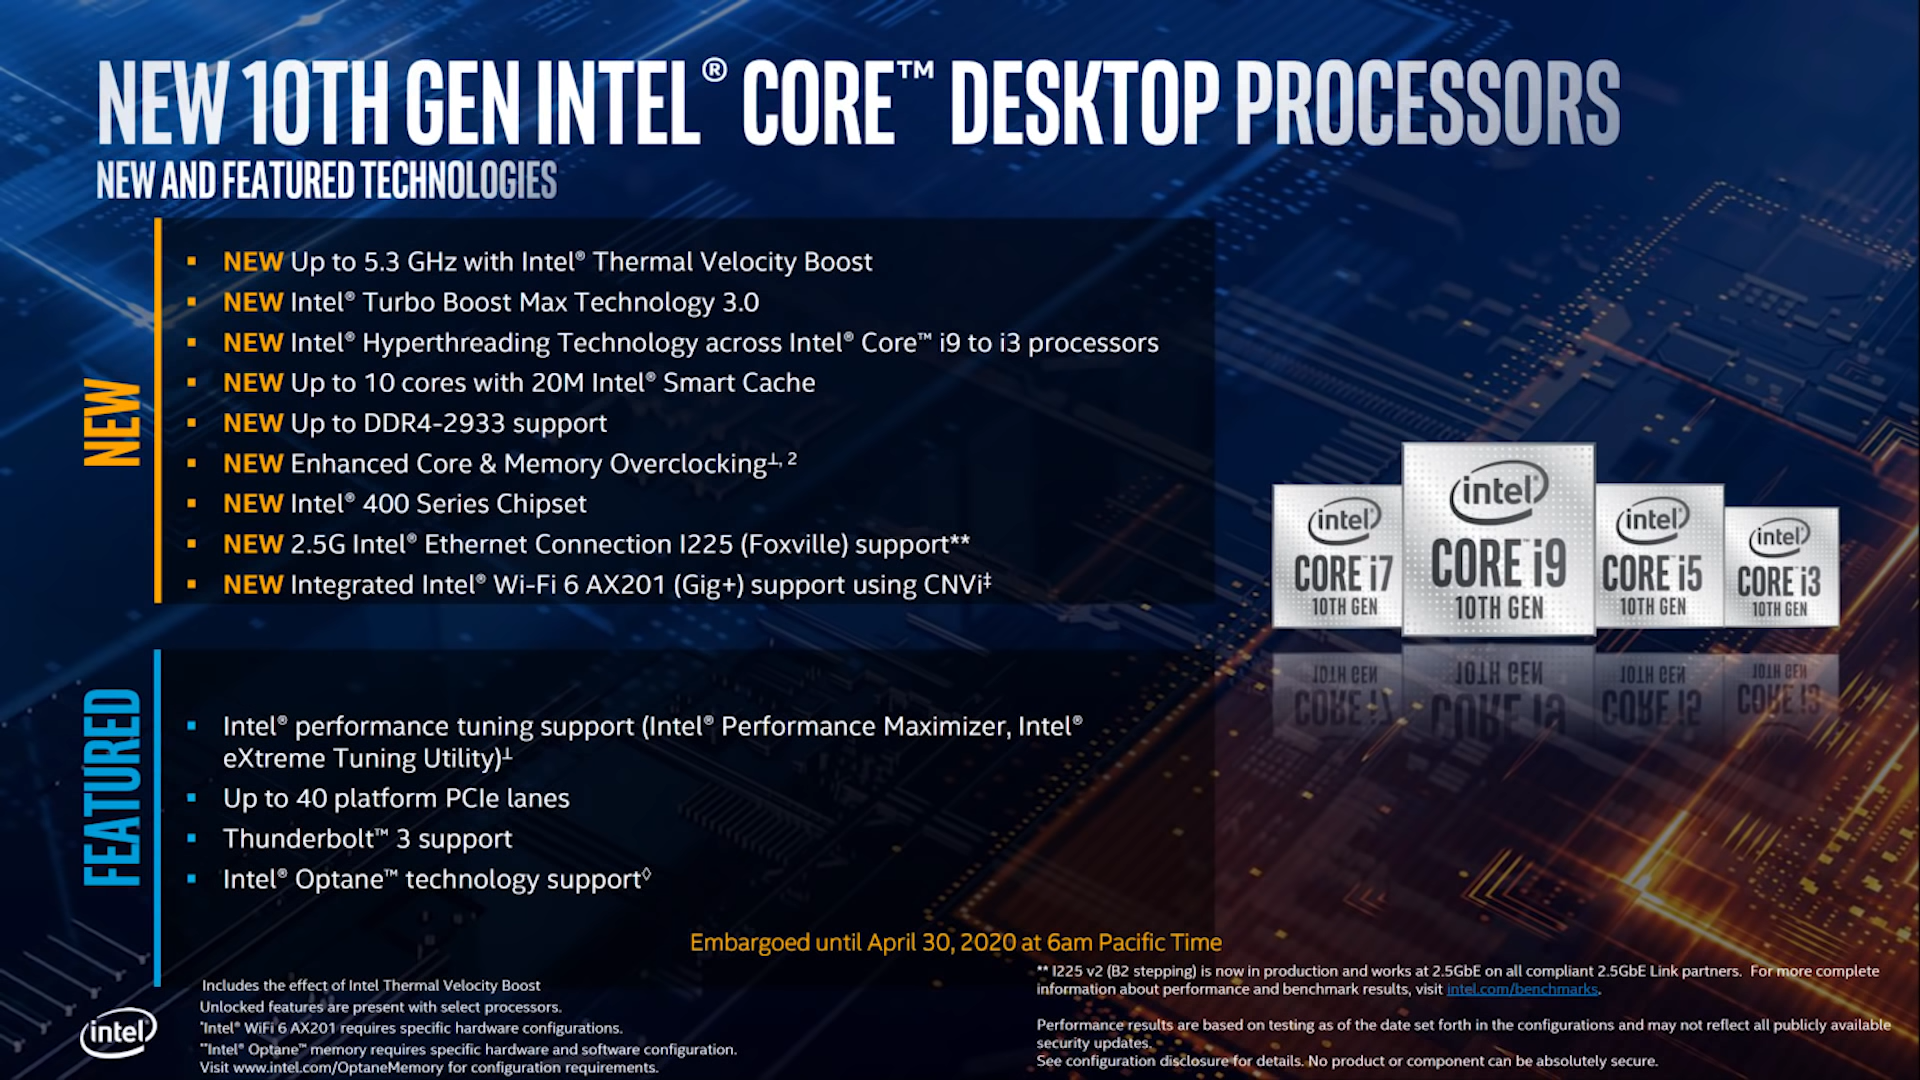 NEW 10TH GEN INTEL® CORE™ DESKTOP PROCESSORS
NEW AND FEATURED TECHNOLOGIES
NEW
▪ NEW Up to 5.3 GHz with Intel® Thermal Velocity Boost
▪ NEW Intel® Turbo Boost Max Technology 3.0
▪ NEW Intel® Hyperthreading Technology across Intel® Core™ i9 to i3 processors
▪ NEW Up to 10 cores with 20M Intel® Smart Cache
▪ NEW Up to DDR4-2933 support
▪ NEW Enhanced Core & Memory Overclocking⊥, 2
▪ NEW Intel® 400 Series Chipset
▪ NEW 2.5G Intel® Ethernet Connection I225 (Foxville) support**
▪ NEW Integrated Intel® Wi-Fi 6 AX201 (Gig+) support using CNVi‡
intel® CORE™ i7 10TH GEN
intel® CORE™ i9 10TH GEN
intel® CORE™ i5 10TH GEN
intel® CORE™ i3 10TH GEN
FEATURED
▪ Intel® performance tuning support (Intel® Performance Maximizer, Intel®
eXtreme Tuning Utility)⊥
▪ Up to 40 platform PCIe lanes
▪ Thunderbolt™ 3 support
▪ Intel® Optane™ technology support◊
Embargoed until April 30, 2020 at 6am Pacific Time
intel®
Includes the effect of Intel Thermal Velocity Boost
Unlocked features are present with select processors.
*Intel® WiFi 6 AX201 requires specific hardware configurations.
**Intel® Optane™ memory requires specific hardware and software configuration.
Visit www.intel.com/OptaneMemory for configuration requirements.
** I225 v2 (B2 stepping) is now in production and works at 2.5GbE on all compliant 2.5GbE Link partners. For more complete
information about performance and benchmark results, visit intel.com/benchmarks.
Performance results are based on testing as of the date set forth in the configurations and may not reflect all publicly available
security updates.
See configuration disclosure for details. No product or component can be absolutely secure.